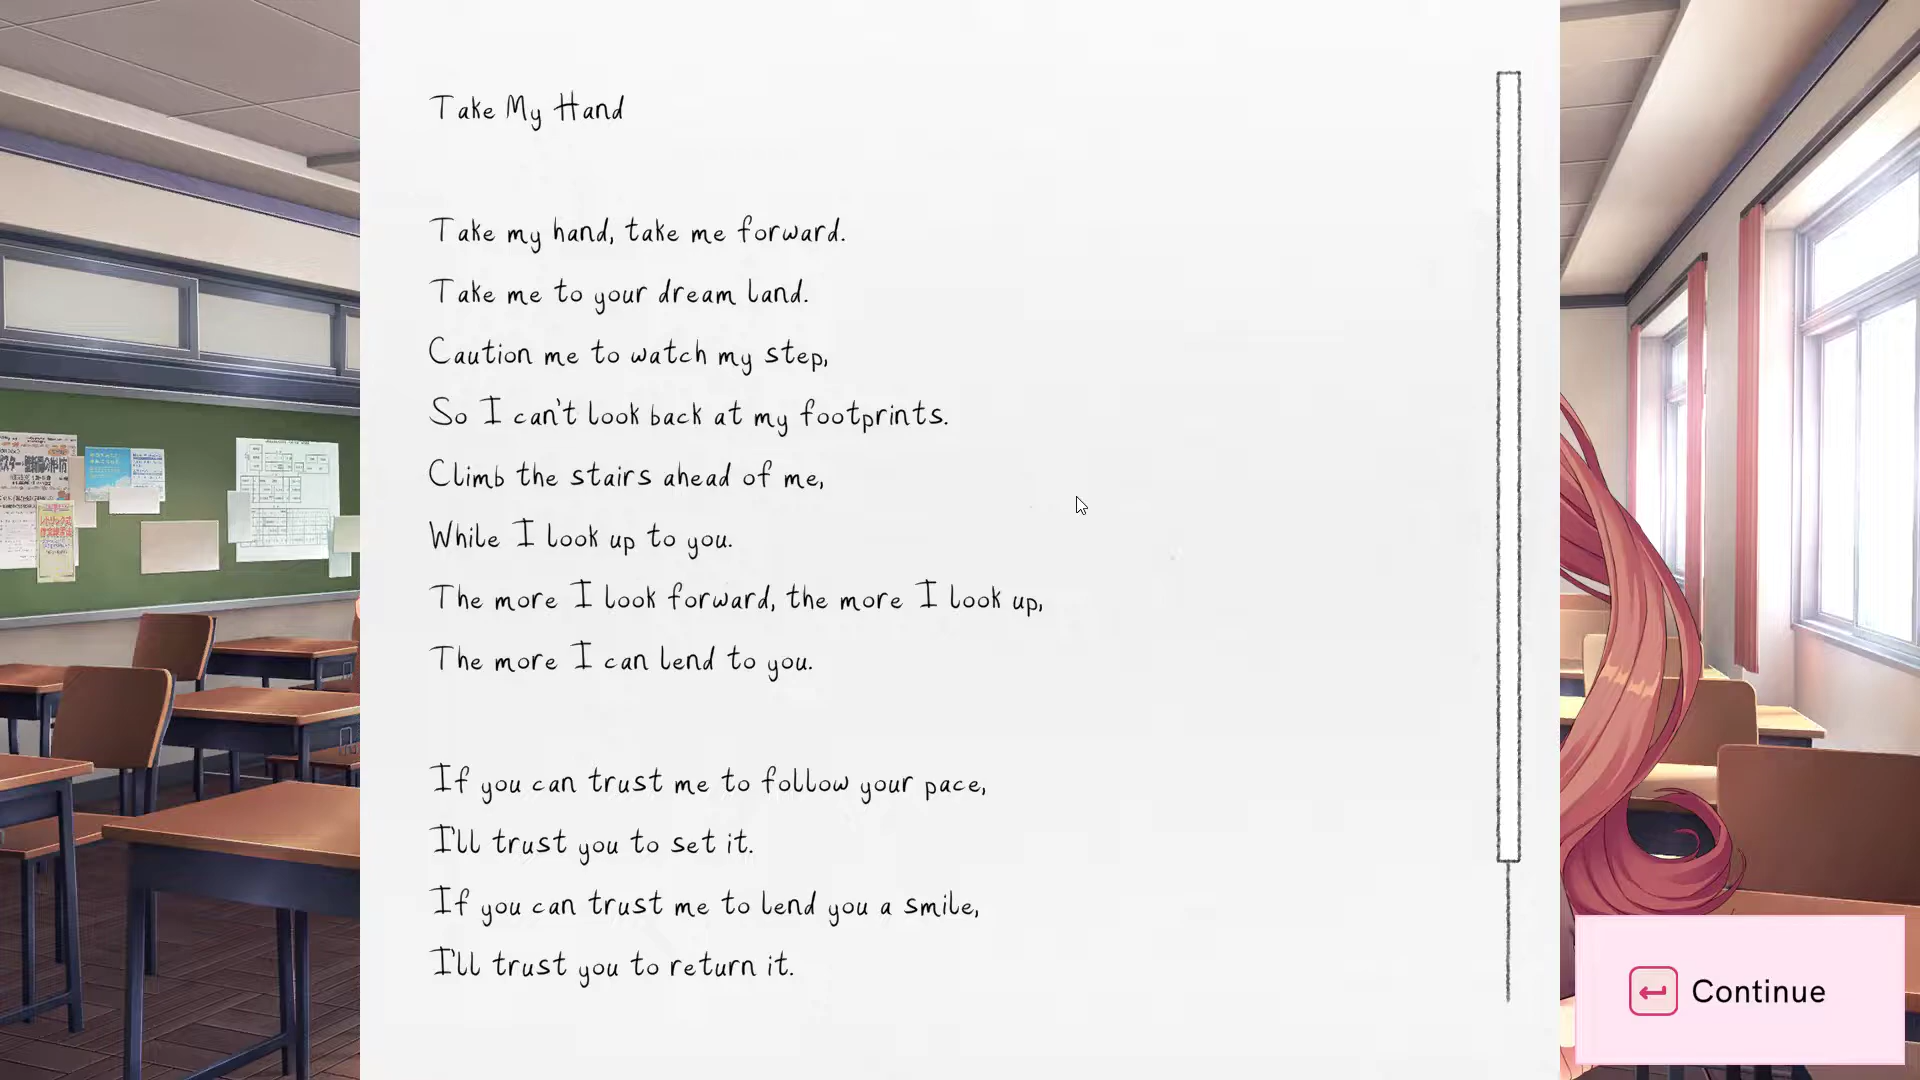 Take My Hand
Take my hand, take me forward.
Take me to your dream land.
Caution me to watch my step,
So I can't look back at my footprints.
Climb the stairs ahead of me,
While I look up to you.
The more I look forward, the more I look up,
The more I can lend to you.
If you can trust me to follow your pace,
I'll trust you to set it.
If you can trust me to lend you a smile,
I'll trust you to return it.
Continue